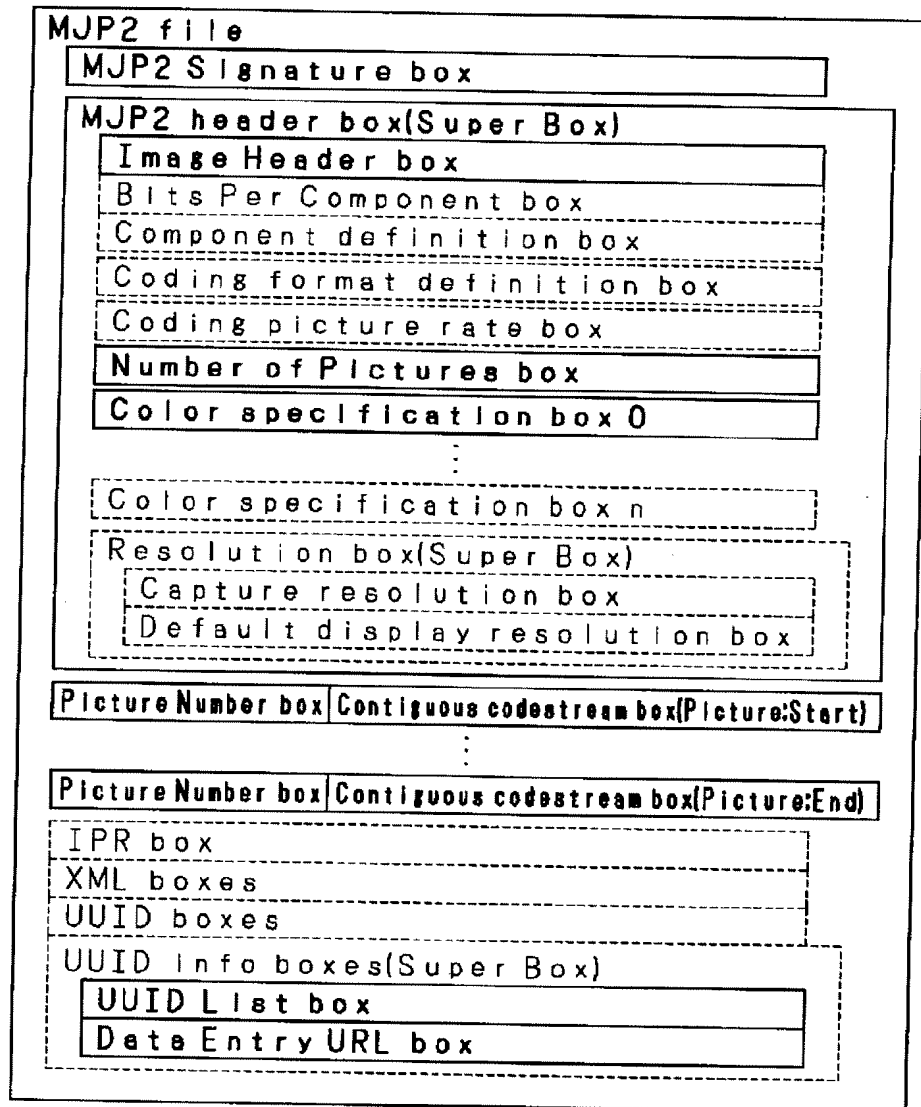 MJP2 file
MJP2 Signature box
MJP2 header box(Super Box)
Image Header box
Bits Per Component box
Component definition box
Coding format definition box
Coding picture rate box
Number of Pictures box
Color specification box 0
Color specification box n
Resolution box(Super Box)
Capture resolution box
Default display resolution box
Picture Number box Contiguous codestream box(Picture:Start)
Picture Number box Contiguous codestream box(Picture:End)
IPR box
XML boxes
UUID boxes
UUID Info boxes(Super Box)
UUID List box
Data Entry URL box